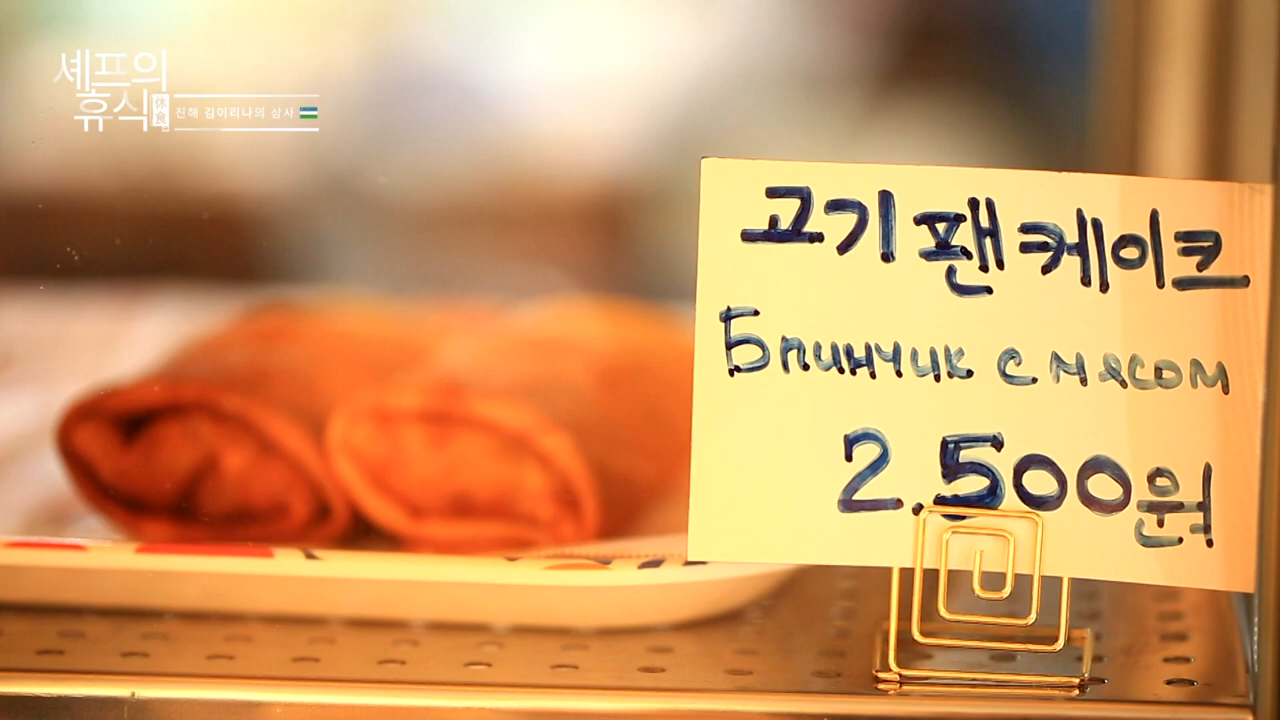 셰프의
휴식 休食
진해 김이리나의 삼사
고기 팬케이크
Блинчик с мясом
2.500원